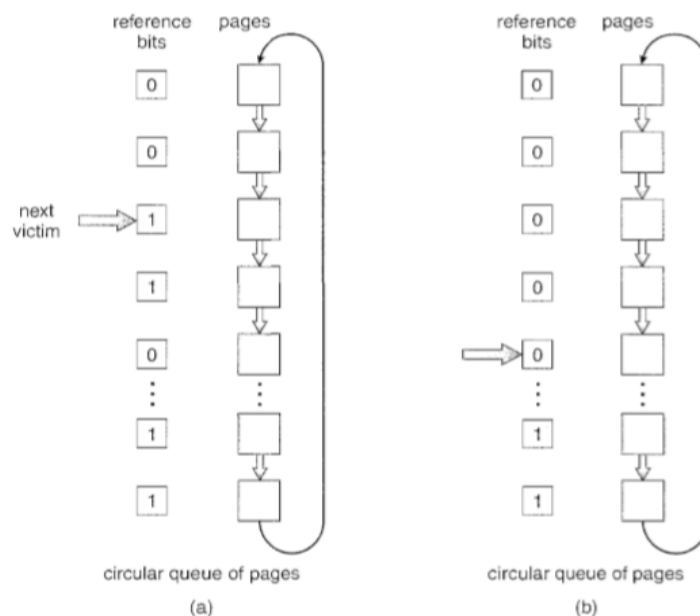 reference pages
bits
0
0
next
victim
1
1
0
1
1
circular queue of pages
(a)
reference pages
bits
0
0
0
0
0
1
1
circular queue of pages
(b)